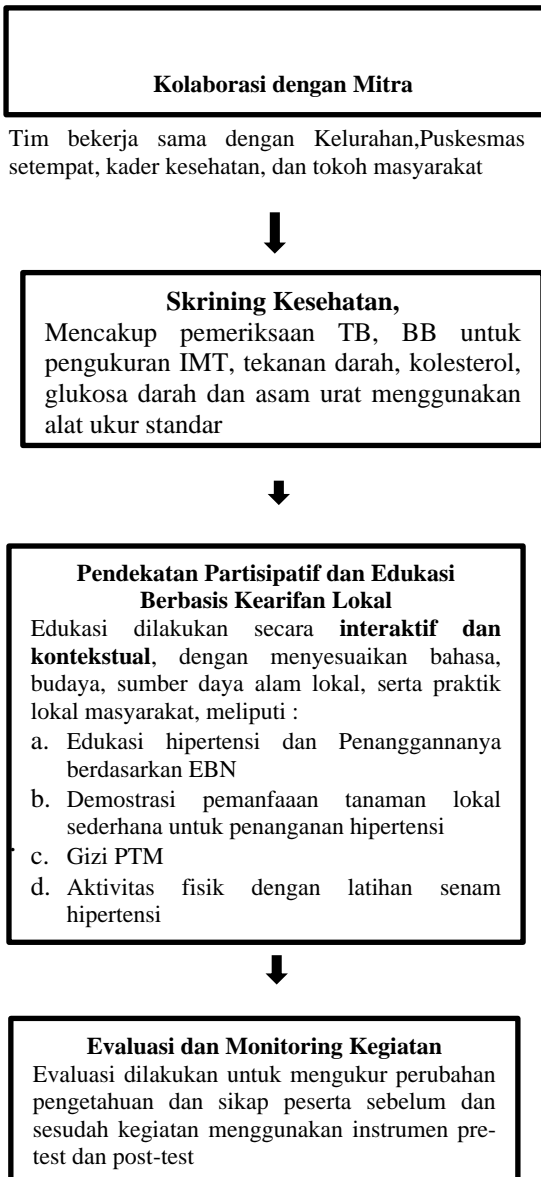 Kolaborasi dengan Mitra
Tim bekerja sama dengan Kelurahan,Puskesmas
setempat, kader kesehatan, dan tokoh masyarakat
Skrining Kesehatan,
Mencakup pemeriksaan TB, BB untuk
pengukuran IMT, tekanan darah, kolesterol,
glukosa darah dan asam urat menggunakan
alat ukur standar
Pendekatan Partisipatif dan Edukasi
Berbasis Kearifan Lokal
Edukasi dilakukan secara interaktif dan
kontekstual, dengan menyesuaikan bahasa,
budaya, sumber daya alam lokal, serta praktik
lokal masyarakat, meliputi :
a. Edukasi hipertensi dan Penanggannanya
berdasarkan EBN
b. Demostrasi pemanfaaan tanaman lokal
sederhana untuk penanganan hipertensi
c. Gizi PTM
d. Aktivitas fisik dengan latihan senam
hipertensi
Evaluasi dan Monitoring Kegiatan
Evaluasi dilakukan untuk mengukur perubahan
pengetahuan dan sikap peserta sebelum dan
sesudah kegiatan menggunakan instrumen pre-
test dan post-test